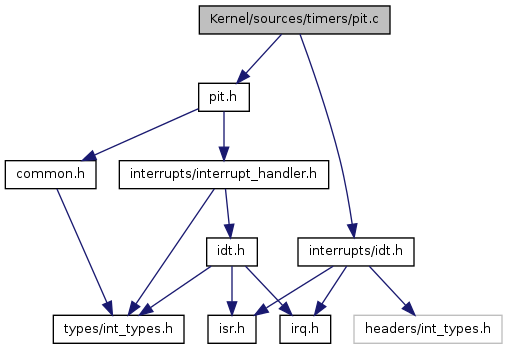 Kernel/sources/timers/pit.c
pit.h
common.h
interrupts/interrupt_handler.h
idt.h
interrupts/idt.h
types/int_types.h
isr.h
irq.h
headers/int_types.h